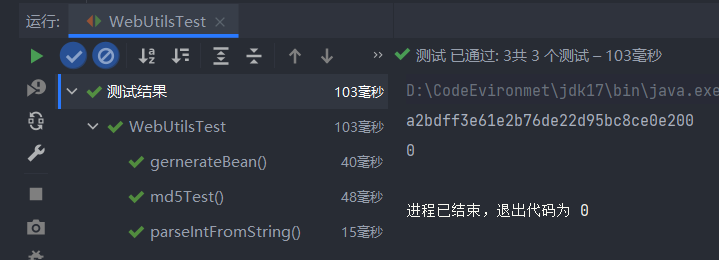 运行: WebUtilsTest
测试 已通过: 3共 3 个测试 – 103毫秒
测试结果 103毫秒
WebUtilsTest 103毫秒
gernerateBean() 40毫秒
md5Test() 48毫秒
parseIntFromString() 15毫秒
D:\CodeEvironmet\jdk17\bin\java.exe
a2bdff3e61e2b76de22d95bc8ce0e200
0
进程已结束，退出代码为 0